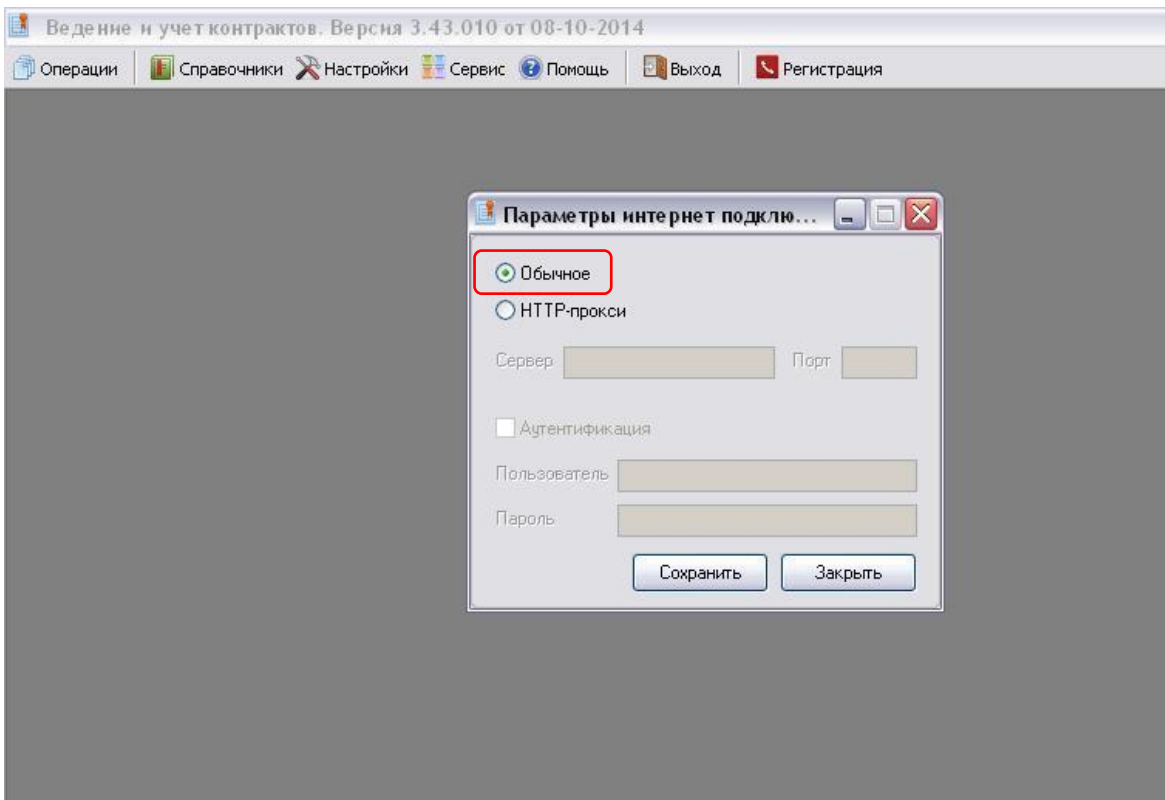 Ведение и учет контрактов. Версия 3.43.010 от 08-10-2014
Операции Справочники Настройки Сервис Помощь Выход Регистрация
Параметры интернет подклю...
Обычное
HTTP-прокси
Сервер Порт
Аутентификация
Пользователь
Пароль
Сохранить Закрыть